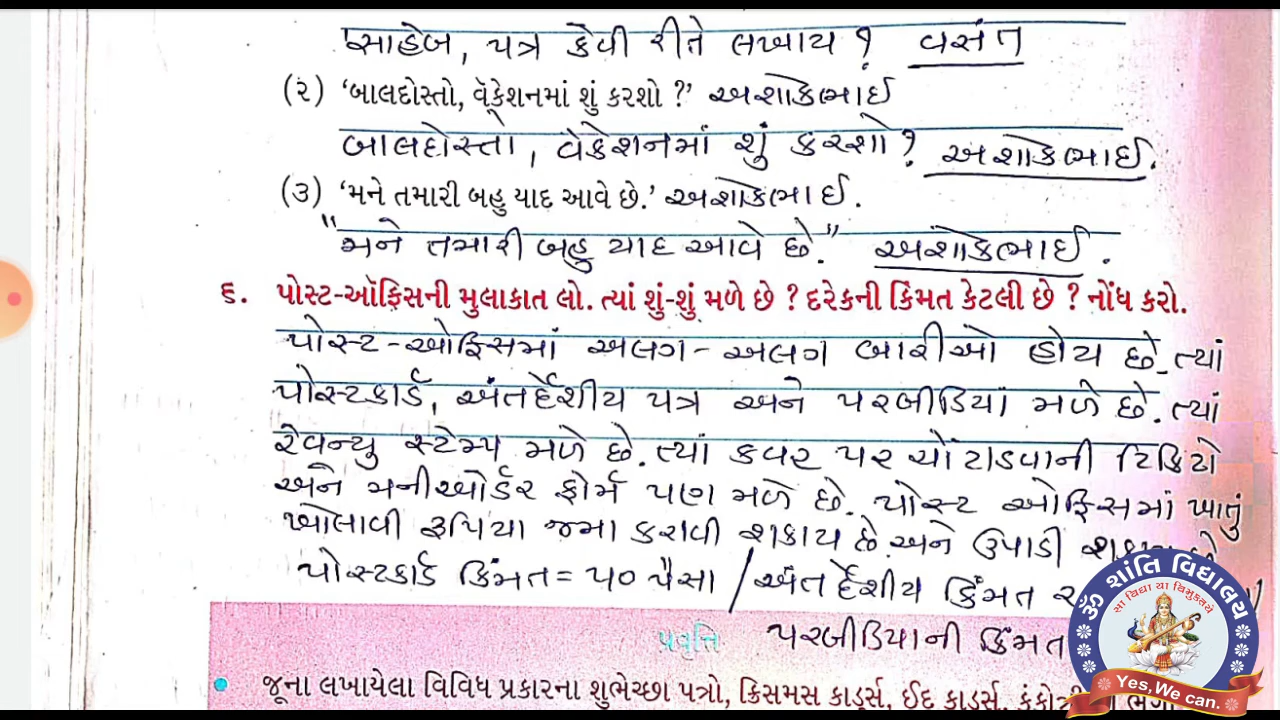 સાહેબ, પત્ર કેવી રીતે લખાય ? વસંત
(૨) ‘બાલદોસ્તો, વૅકેશનમાં શું કરશો ?’ અશોકભાઈ
બાલદોસ્તો, વેકેશનમાં શું કરશો? અશોકભાઈ.
(૩) ‘મને તમારી બહુ યાદ આવે છે.’ અશોકભાઈ.
"મને તમારી બહુ યાદ આવે છે." અશોકભાઈ.
૬. પોસ્ટ-ઑફિસની મુલાકાત લો. ત્યાં શું-શું મળે છે ? દરેકની કિંમત કેટલી છે ? નોંધ કરો.
પોસ્ટ-ઓફિસમાં અલગ-અલગ બારીઓ હોય છે. ત્યાં
પોસ્ટકાર્ડ, અંતર્દેશીય પત્ર અને પરબીડિયાં મળે છે. ત્યાં
રેવન્યુ સ્ટેમ્પ મળે છે. ત્યાં કવર પર ચોંટાડવાની ટિકિટો
અને મનીઓર્ડર ફોર્મ પણ મળે છે. પોસ્ટ ઓફિસમાં ખાતું
ખોલાવી રૂપિયા જમા કરાવી શકાય છે. અને ઉપાડી
પોસ્ટકાર્ડ કિંમત = ૫૦ પૈસા / અંતર્દેશીય કિંમત
પરબીડિયાની કિંમત
પ્રવૃત્તિ
• જૂના લખાયેલા વિવિધ પ્રકારના શુભેચ્છા પત્રો, ક્રિસમસ કાર્ડ્સ, ઈદ કાર્ડ્સ,
ૐ શાંતિ વિદ્યાલય
સા વિદ્યા યા વિમુક્તયે
Yes, We can.